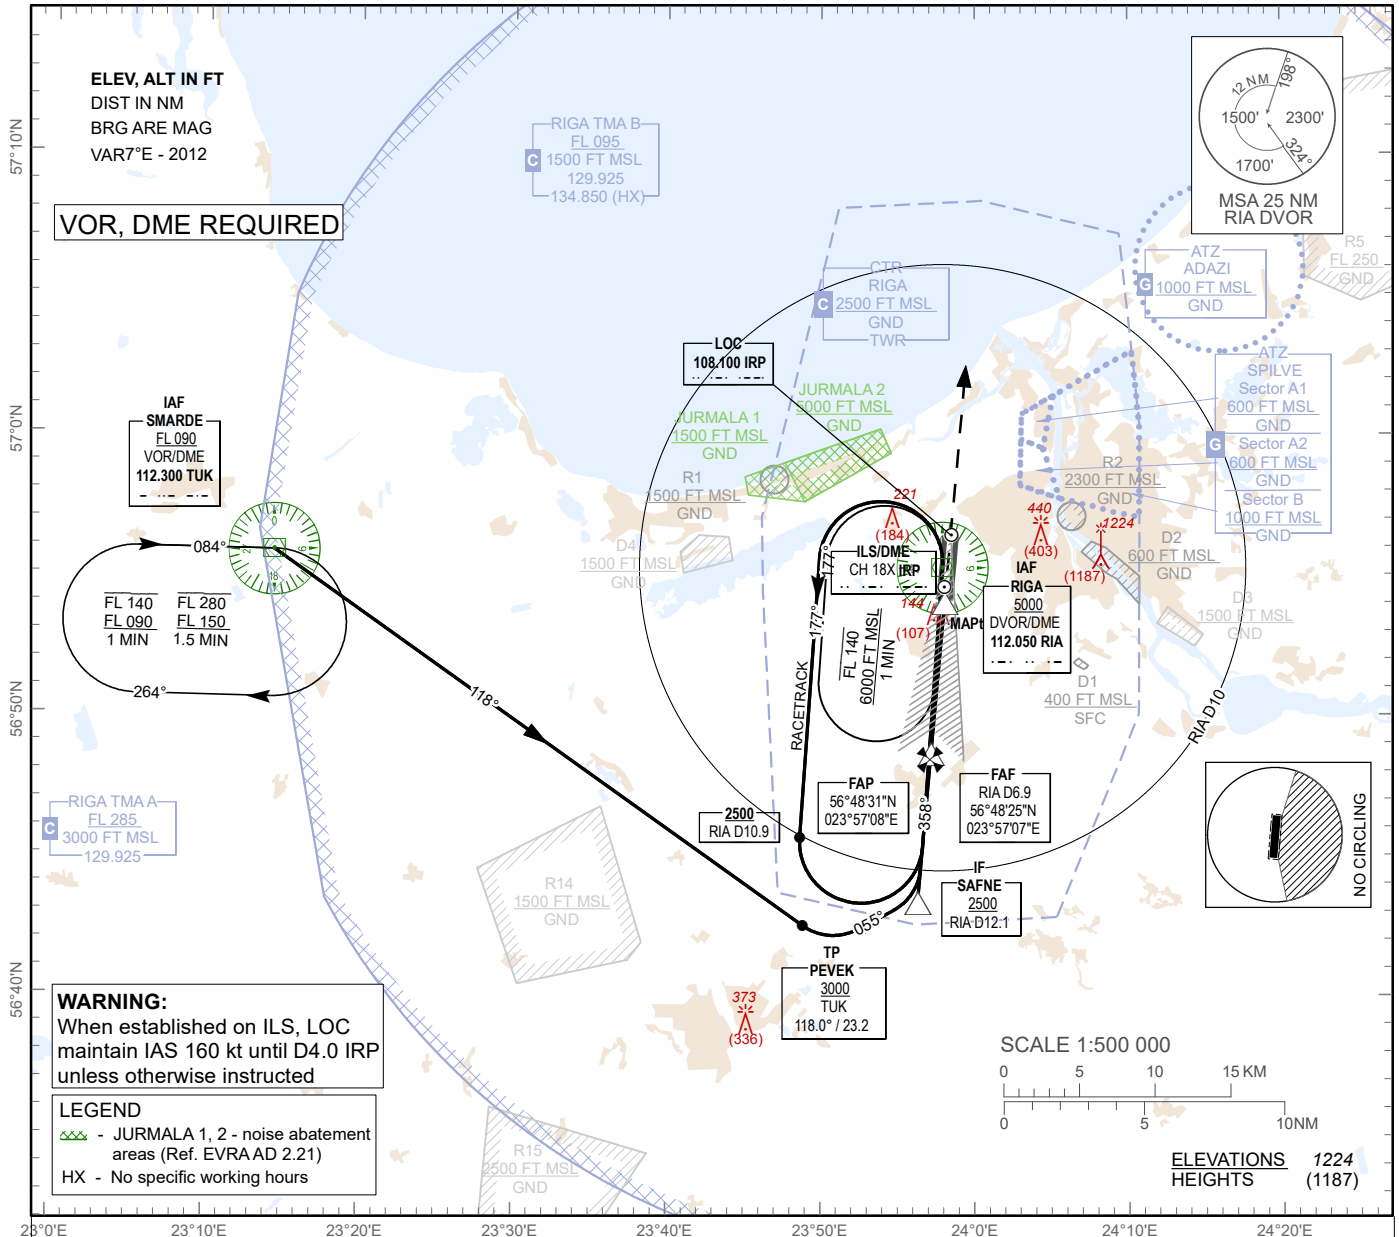 ELEV, ALT IN FT
DIST IN NM
BRG ARE MAG
VAR7°E - 2012
VOR, DME REQUIRED
RIGA TMA B
FL 095
C
1500 FT MSL
129.925
134.850 (HX)
12 NM
198°
1500'
2300'
324°
1700'
MSA 25 NM
RIA DVOR
R5
FL 250
GND
ATZ
ADAZI
G
1000 FT MSL
GND
CTR
RIGA
C
2500 FT MSL
GND
TWR
LOC
108.100 IRP
ATZ
SPILVE
Sector A1
600 FT MSL
GND
G
Sector A2
600 FT MSL
GND
Sector B
1000 FT MSL
GND
JURMALA 2
5000 FT MSL
GND
JURMALA 1
1500 FT MSL
GND
R1
1500 FT MSL
GND
R2
2300 FT MSL
GND
IAF
SMARDE
FL 090
VOR/DME
112.300 TUK
0
9
18
27
084°
264°
FL 140
FL 090
1 MIN
FL 280
FL 150
1.5 MIN
118°
D4
1500 FT MSL
GND
221
(184)
440
(403)
1224
(1187)
D2
600 FT MSL
GND
D3
1500 FT MSL
GND
ILS/DME
CH 18X IRP
9
144
(107)
MAPt
IAF
RIGA
5000
DVOR/DME
112.050 RIA
177°
177°
RACETRACK
FL 140
6000 FT MSL
1 MIN
D1
400 FT MSL
SFC
RIA D10
FAP
56°48'31"N
023°57'08"E
FAF
RIA D6.9
56°48'25"N
023°57'07"E
358°
2500
RIA D10.9
IF
SAFNE
2500
RIA D12.1
055°
TP
PEVEK
3000
TUK
118.0° / 23.2
NO CIRCLING
RIGA TMA A
FL 285
C
3000 FT MSL
129.925
R14
1500 FT MSL
GND
373
(336)
WARNING:
When established on ILS, LOC
maintain IAS 160 kt until D4.0 IRP
unless otherwise instructed
LEGEND
- JURMALA 1, 2 - noise abatement
areas (Ref. EVRA AD 2.21)
HX - No specific working hours
R15
2500 FT MSL
GND
SCALE 1:500 000
0 5 10 15 KM
0 5 10NM
ELEVATIONS 1224
HEIGHTS (1187)
57°10'N
57°0'N
56°50'N
56°40'N
23°0'E 23°10'E 23°20'E 23°30'E 23°40'E 23°50'E 24°0'E 24°10'E 24°20'E